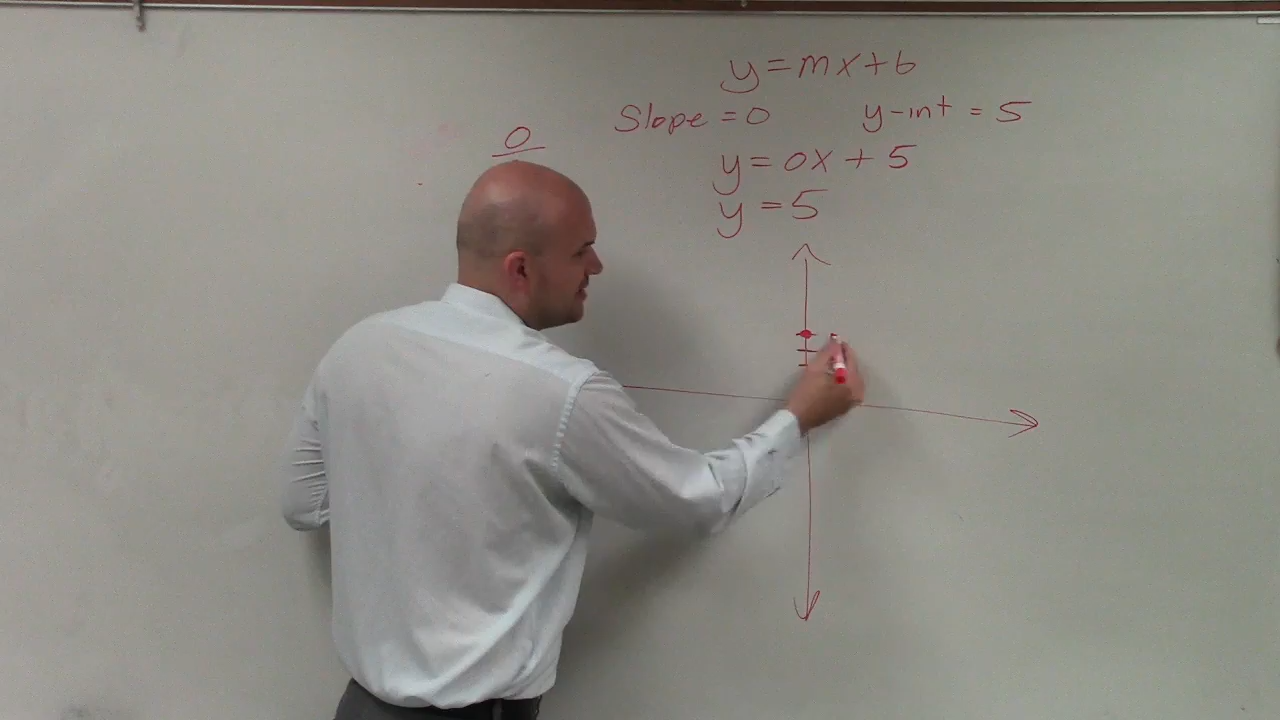 y = mx + b
Slope = 0 y-int = 5
0
y = 0x + 5
y = 5